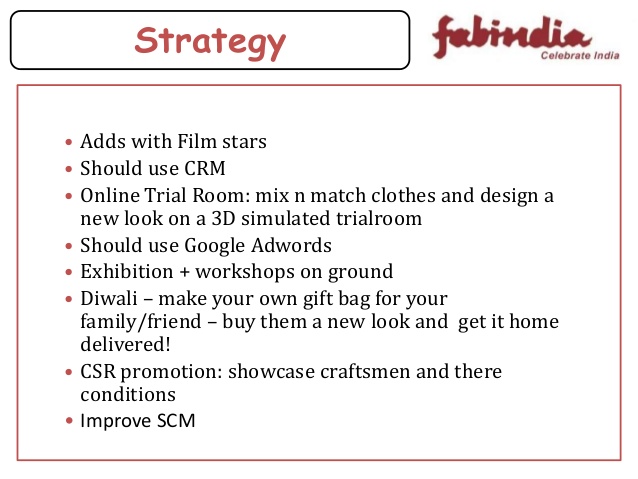 Strategy
fabindia
Celebrate India
• Adds with Film stars
• Should use CRM
• Online Trial Room: mix n match clothes and design a
new look on a 3D simulated trialroom
• Should use Google Adwords
• Exhibition + workshops on ground
• Diwali – make your own gift bag for your
family/friend – buy them a new look and get it home
delivered!
• CSR promotion: showcase craftsmen and there
conditions
• Improve SCM